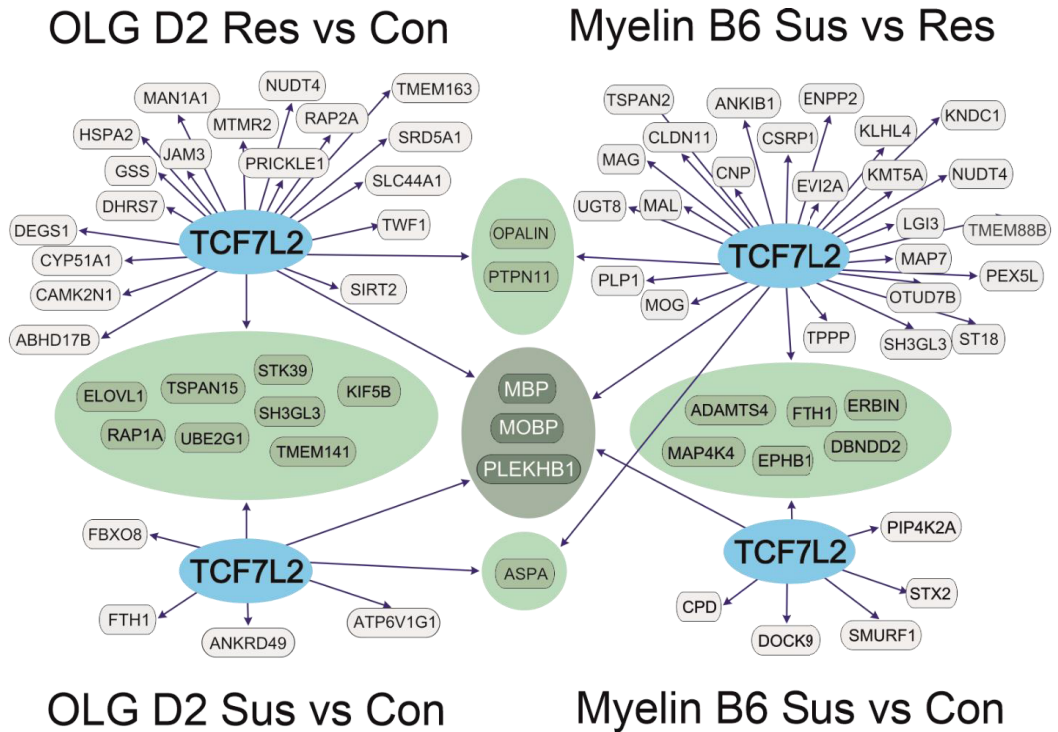 OLG D2 Res vs Con
Myelin B6 Sus vs Res
NUDT4
TMEM163
MAN1A1
MTMR2
RAP2A
HSPA2
SRD5A1
JAM3
PRICKLE1
GSS
SLC44A1
DHRS7
TWF1
DEGS1
TCF7L2
CYP51A1
CAMK2N1
SIRT2
ABHD17B
TSPAN2
ANKIB1
ENPP2
KNDC1
CLDN11
CSRP1
KLHL4
MAG
CNP
EVI2A
KMT5A
NUDT4
UGT8
MAL
LGI3
TMEM88B
TCF7L2
MAP7
PEX5L
PLP1
MOG
OTUD7B
TPPP
SH3GL3
ST18
OPALIN
PTPN11
ELOVL1
TSPAN15
STK39
KIF5B
SH3GL3
RAP1A
UBE2G1
TMEM141
MBP
MOBP
PLEKHB1
ADAMTS4
FTH1
ERBIN
MAP4K4
EPHB1
DBNDD2
FBXO8
TCF7L2
FTH1
ANKRD49
ATP6V1G1
ASPA
PIP4K2A
TCF7L2
CPD
STX2
DOCK9
SMURF1
OLG D2 Sus vs Con
Myelin B6 Sus vs Con